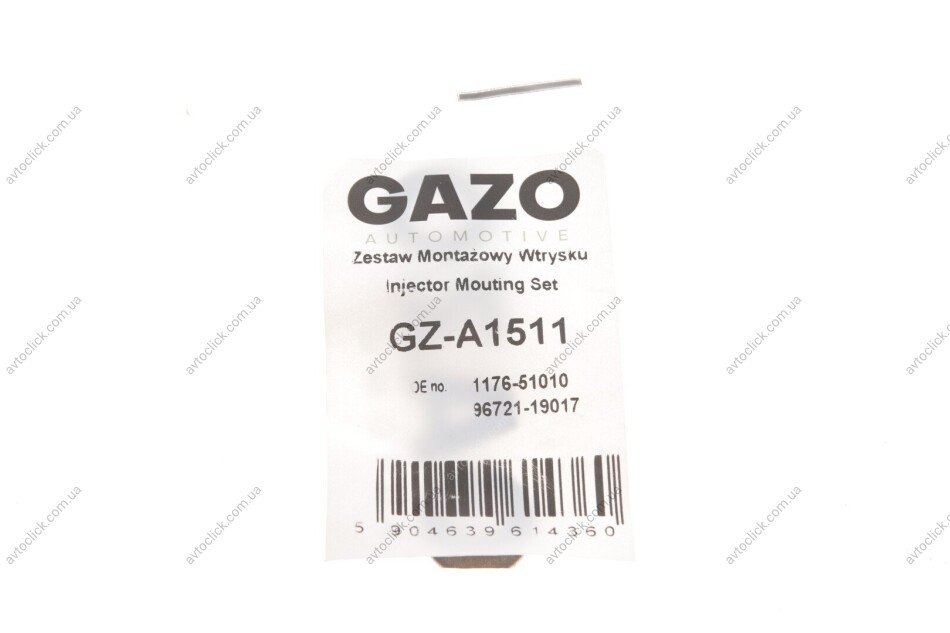 GAZO
AUTOMOTIVE
Zestaw Montażowy Wtrysku
Injector Mouting Set
GZ-A1511
OE no. 1176-51010
96721-19017
5 904639 614360
avtoclick.com.ua